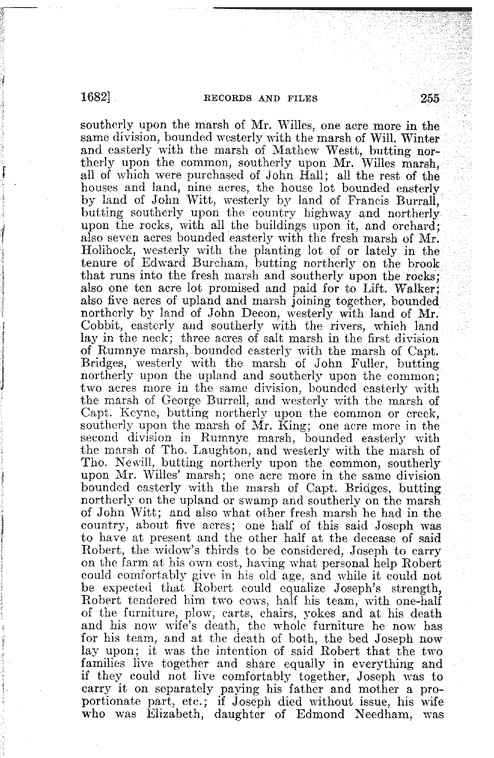 1682] RECORDS AND FILES 255
southerly upon the marsh of Mr. Willes, one acre more in the
same division, bounded westerly with the marsh of Will. Winter
and easterly with the marsh of Mathew Westt, butting nor-
therly upon the common, southerly upon Mr. Willes marsh,
all of which were purchased of John Hall; all the rest of the
houses and land, nine acres, the house lot bounded easterly
by land of John Witt, westerly by land of Francis Burrall,
butting southerly upon the country highway and northerly
upon the rocks, with all the buildings upon it, and orchard;
also seven acres bounded easterly with the fresh marsh of Mr.
Holihock, westerly with the planting lot of or lately in the
tenure of Edward Burcham, butting northerly on the brook
that runs into the fresh marsh and southerly upon the rocks;
also one ten acre lot promised and paid for to Lift. Walker;
also five acres of upland and marsh joining together, bounded
northerly by land of John Decon, westerly with land of Mr.
Cobbit, easterly and southerly with the rivers, which land
lay in the neck; three acres of salt marsh in the first division
of Rumnye marsh, bounded easterly with the marsh of Capt.
Bridges, westerly with the marsh of John Fuller, butting
northerly upon the upland and southerly upon the common;
two acres more in the same division, bounded easterly with
the marsh of George Burrell, and westerly with the marsh of
Capt. Keyne, butting northerly upon the common or creek,
southerly upon the marsh of Mr. King; one acre more in the
second division in Rumnye marsh, bounded easterly with
the marsh of Tho. Laughton, and westerly with the marsh of
Tho. Newill, butting northerly upon the common, southerly
upon Mr. Willes' marsh; one acre more in the same division
bounded easterly with the marsh of Capt. Bridges, butting
northerly on the upland or swamp and southerly on the marsh
of John Witt; and also what other fresh marsh he had in the
country, about five acres; one half of this said Joseph was
to have at present and the other half at the decease of said
Robert, the widow's thirds to be considered, Joseph to carry
on the farm at his own cost, having what personal help Robert
could comfortably give in his old age, and while it could not
be expected that Robert could equalize Joseph's strength,
Robert tendered him two cows, half his team, with one-half
of the furniture, plow, carts, chairs, yokes and at his death
and his now wife's death, the whole furniture he now has
for his team, and at the death of both, the bed Joseph now
lay upon; it was the intention of said Robert that the two
families live together and share equally in everything and
if they could not live comfortably together, Joseph was to
carry it on separately paying his father and mother a pro-
portionate part, etc.; if Joseph died without issue, his wife
who was Elizabeth, daughter of Edmond Needham, was